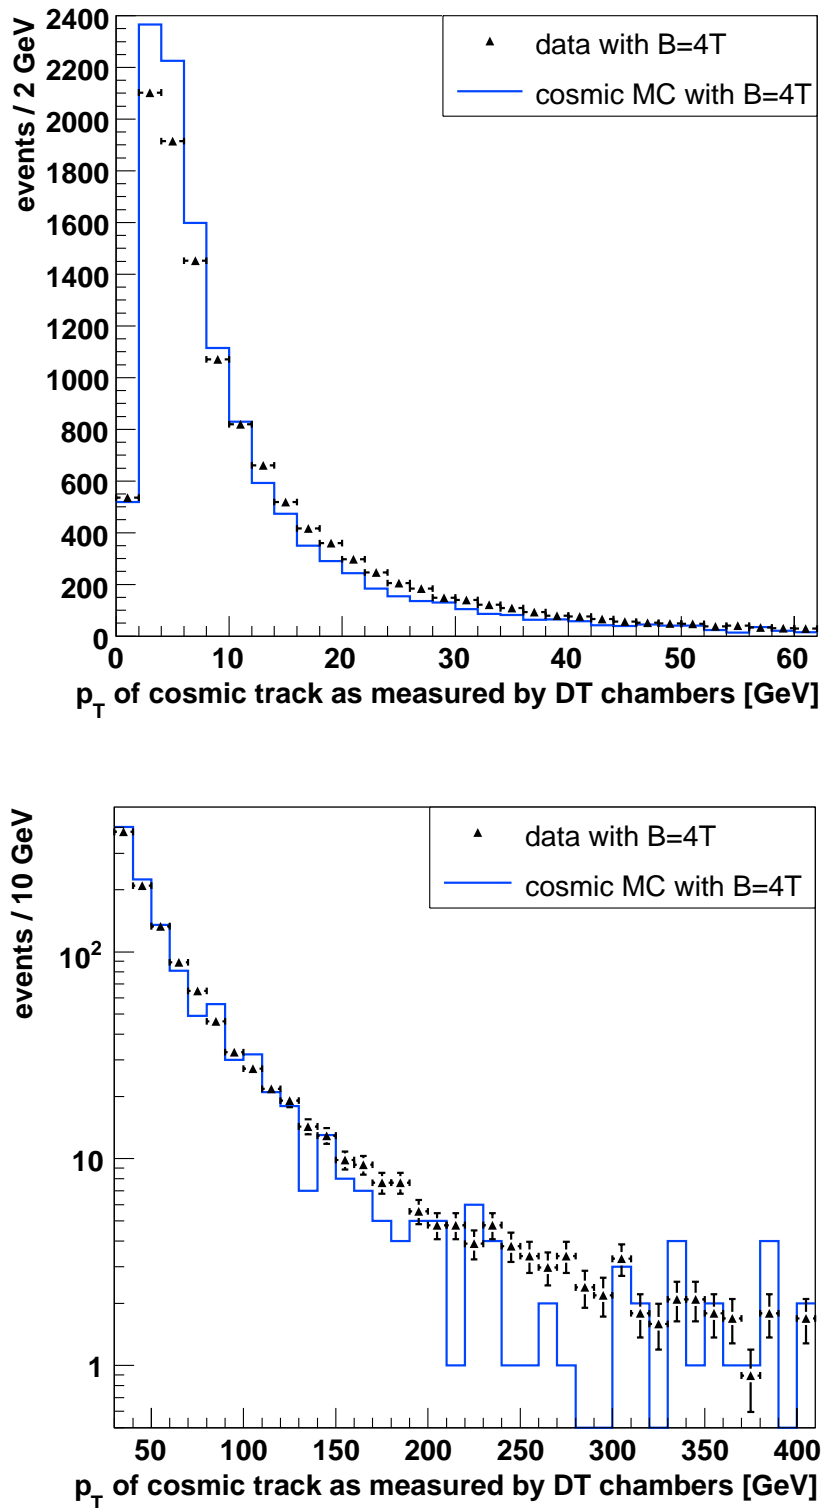 2400
2200
2000
1800
1600
1400
1200
1000
800
600
400
200
0
events / 2 GeV
data with B=4T
cosmic MC with B=4T
0 10 20 30 40 50 60
p_T of cosmic track as measured by DT chambers [GeV]
events / 10 GeV
data with B=4T
cosmic MC with B=4T
10²
10
1
50 100 150 200 250 300 350 400
p_T of cosmic track as measured by DT chambers [GeV]